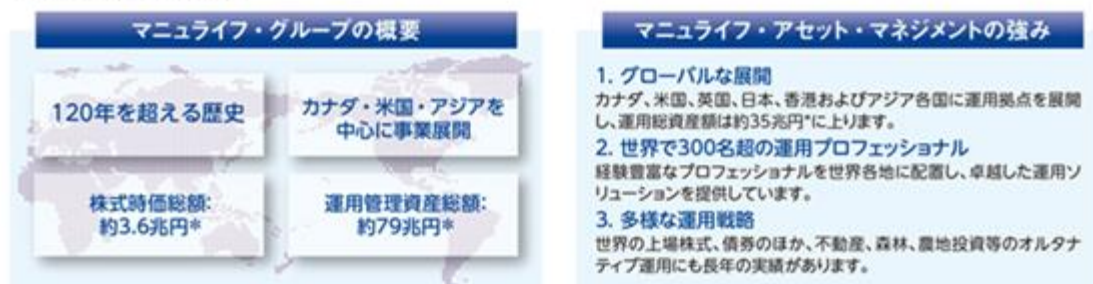 マニュライフ・グループの概要
120年を超える歴史
カナダ・米国・アジアを
中心に事業展開
株式時価総額:
約3.6兆円*
運用管理資産総額:
約79兆円*
マニュライフ・アセット・マネジメントの強み
1. グローバルな展開
カナダ、米国、英国、日本、香港およびアジア各国に運用拠点を展開
し、運用総資産額は約35兆円*に上ります。
2. 世界で300名超の運用プロフェッショナル
経験豊富なプロフェッショナルを世界各地に配置し、卓越した運用ソ
リューションを提供しています。
3. 多様な運用戦略
世界の上場株式、債券のほか、不動産、森林、農地投資等のオルタナ
ティブ運用にも長年の実績があります。